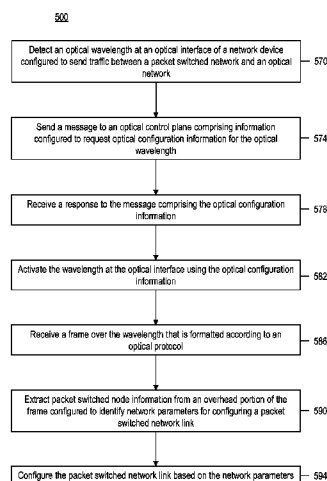 500
Detect an optical wavelength at an optical interface of a network device
configured to send traffic between a packet switched network and an optical
network
570
Send a message to an optical control plane comprising information
configured to request optical configuration information for the optical
wavelength
574
Receive a response to the message comprising the optical configuration
information
578
Activate the wavelength at the optical interface using the optical configuration
information
582
Receive a frame over the wavelength that is formatted according to an
optical protocol
586
Extract packet switched node information from an overhead portion of the
frame configured to identify network parameters for configuring a packet
switched network link
590
Configure the packet switched network link based on the network parameters
594